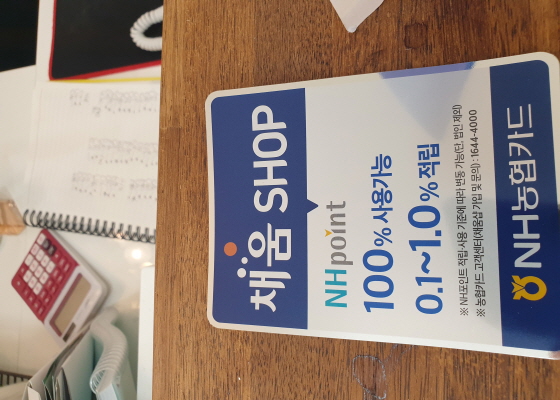 채움 SHOP
NHpoint
100% 사용가능
0.1~1.0% 적립
※ NH포인트 적립·사용 기준에 따라 변동 가능(단, 법인 제외)
※ 농협카드 고객센터(채움샵 가입 및 문의) : 1644-4000
NH농협카드